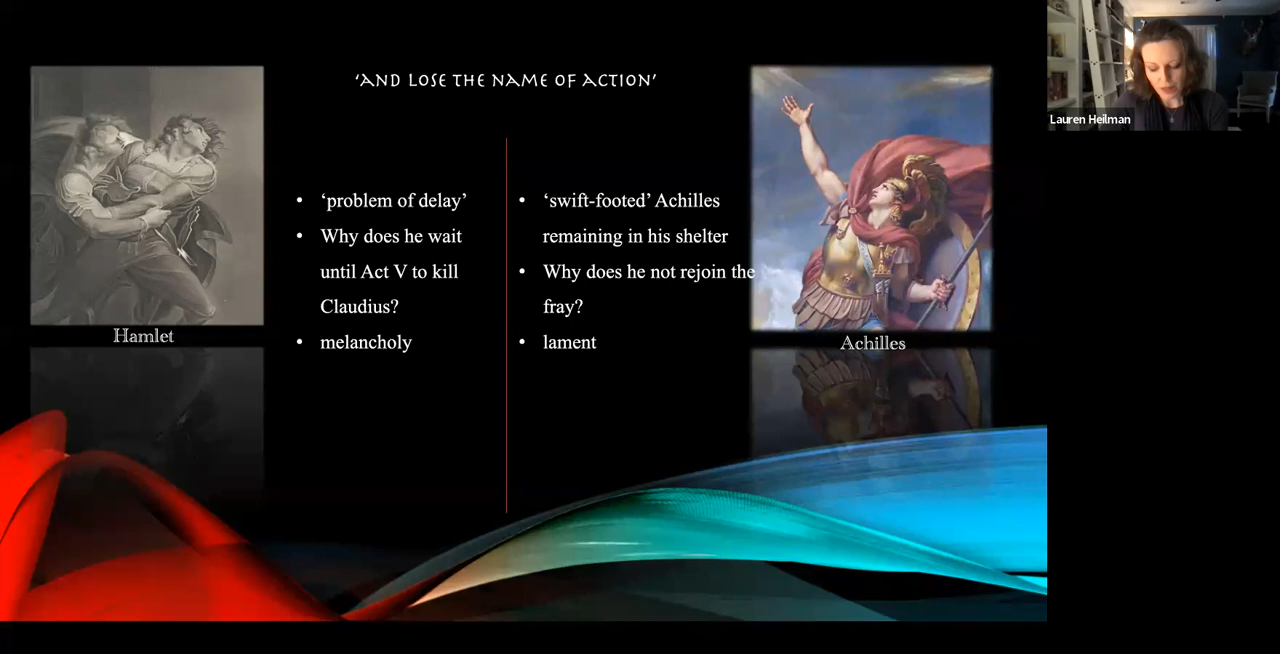 ‘AND LOSE THE NAME OF ACTION’
• ‘problem of delay’
• Why does he wait
until Act V to kill
Claudius?
• melancholy
• ‘swift-footed’ Achilles
remaining in his shelter
• Why does he not rejoin the
fray?
• lament
Hamlet
Achilles
Lauren Heilman